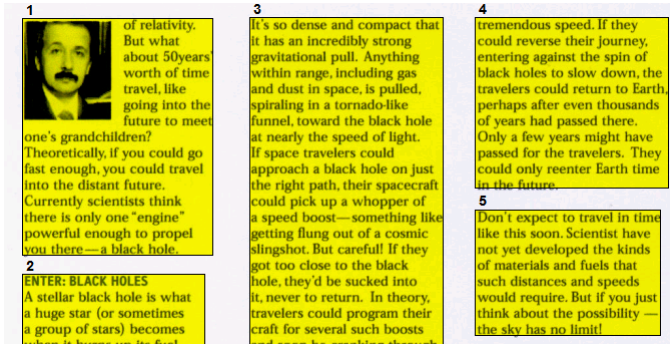 1
of relativity.
But what
about 50years'
worth of time
travel, like
going into the
future to meet
one's grandchildren?
Theoretically, if you could go
fast enough, you could travel
into the distant future.
Currently scientists think
there is only one "engine"
powerful enough to propel
you there—a black hole.
2
ENTER: BLACK HOLES
A stellar black hole is what
a huge star (or sometimes
a group of stars) becomes
when it burns up its fuel
3
It's so dense and compact that
it has an incredibly strong
gravitational pull. Anything
within range, including gas
and dust in space, is pulled,
spiraling in a tornado-like
funnel, toward the black hole
at nearly the speed of light.
If space travelers could
approach a black hole on just
the right path, their spacecraft
could pick up a whopper of
a speed boost—something like
getting flung out of a cosmic
slingshot. But careful! If they
got too close to the black
hole, they'd be sucked into
it, never to return. In theory,
travelers could program their
craft for several such boosts
and soon be cranking through
4
tremendous speed. If they
could reverse their journey,
entering against the spin of
black holes to slow down, the
travelers could return to Earth,
perhaps after even thousands
of years had passed there.
Only a few years might have
passed for the travelers. They
could only reenter Earth time
in the future.
5
Don't expect to travel in time
like this soon. Scientist have
not yet developed the kinds
of materials and fuels that
such distances and speeds
would require. But if you just
think about the possibility —
the sky has no limit!